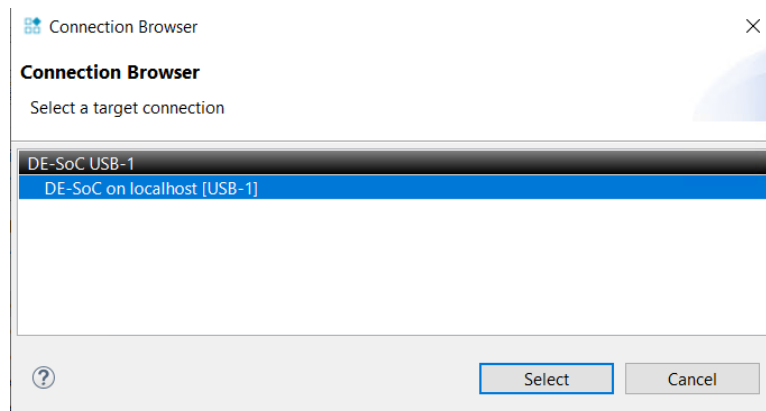 Connection Browser
Connection Browser
Select a target connection
DE-SoC USB-1
DE-SoC on localhost [USB-1]
?
Select
Cancel